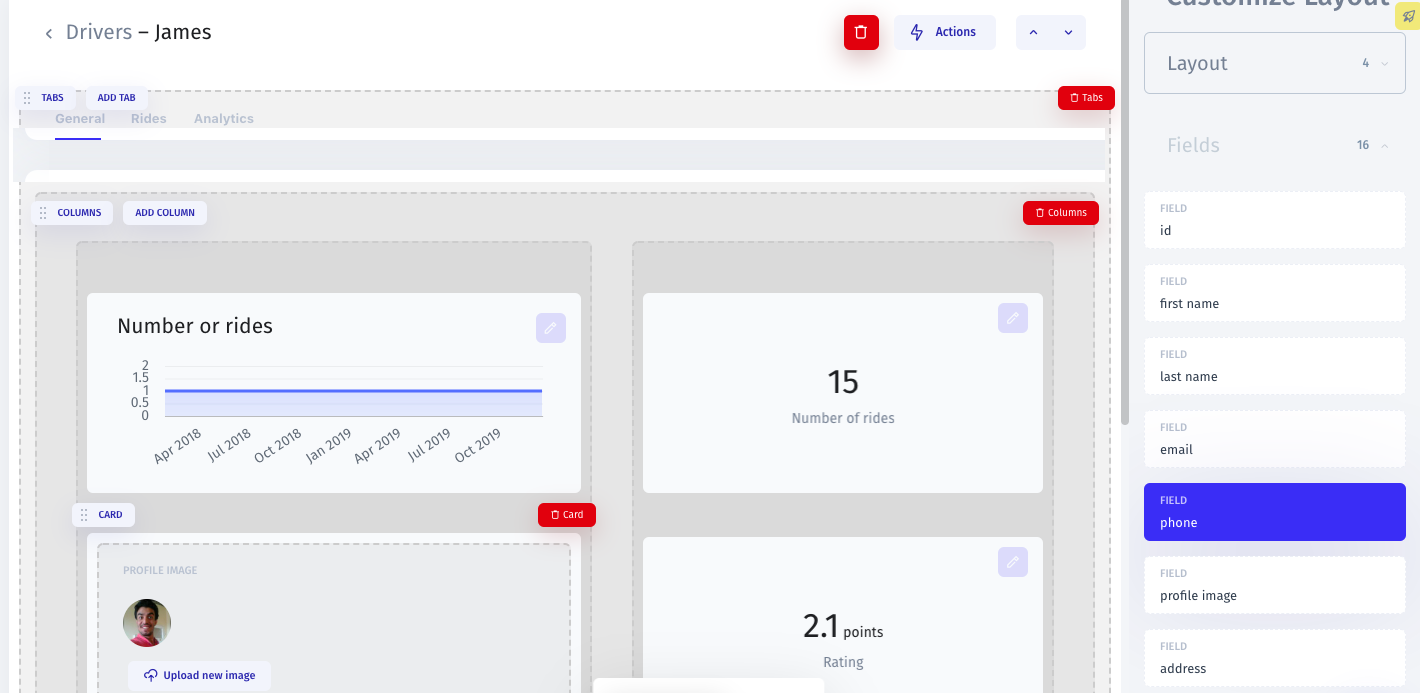 Customize Layout
Drivers – James
Actions
Layout
4
TABS
ADD TAB
Tabs
General
Rides
Analytics
Fields
16
COLUMNS
ADD COLUMN
Columns
FIELD
id
FIELD
first name
Number or rides
2
1.5
1
0.5
0
Apr 2018
Jul 2018
Oct 2018
Jan 2019
Apr 2019
Jul 2019
Oct 2019
15
Number of rides
FIELD
last name
FIELD
email
CARD
Card
FIELD
phone
PROFILE IMAGE
Upload new image
2.1 points
Rating
FIELD
profile image
FIELD
address